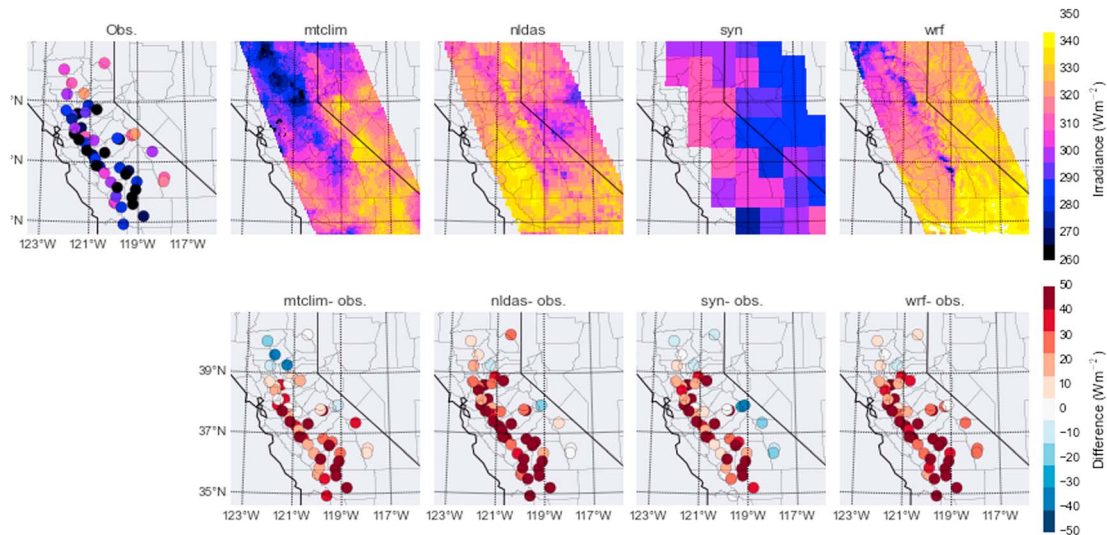 Obs. mtclim nldas syn wrf
°N
°N
°N
123°W 121°W 119°W 117°W
350
340
330
320
310
300
290
280
270
260
Irradiance (Wm⁻²)
mtclim- obs. nldas- obs. syn- obs. wrf- obs.
39°N
37°N
35°N
123°W 121°W 119°W 123°W 121°W 119°W 117°W 123°W 121°W 119°W 117°W 123°W 121°W 119°W 117°W
50
40
30
20
10
0
−10
−20
−30
−40
−50
Difference (Wm⁻²)